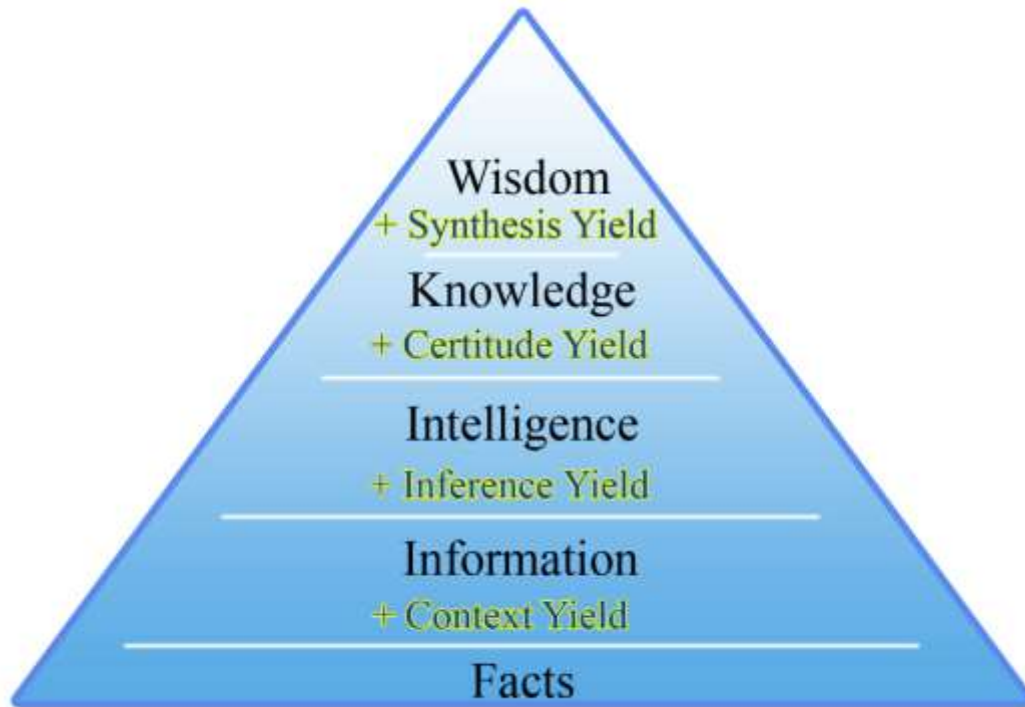 Wisdom
+ Synthesis Yield
Knowledge
+ Certitude Yield
Intelligence
+ Inference Yield
Information
+ Context Yield
Facts